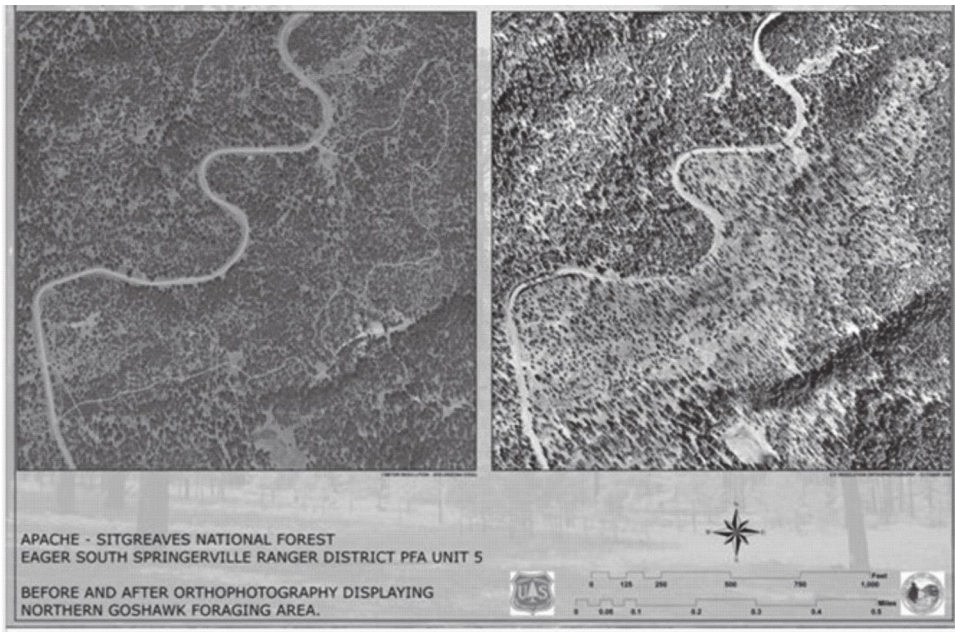 APACHE - SITGREAVES NATIONAL FOREST
EAGER SOUTH SPRINGERVILLE RANGER DISTRICT PFA UNIT 5
BEFORE AND AFTER ORTHOPHOTOGRAPHY DISPLAYING
NORTHERN GOSHAWK FORAGING AREA.
Feet
0 125 250 500 750 1,000
Miles
0 0.05 0.1 0.2 0.3 0.4 0.5
US